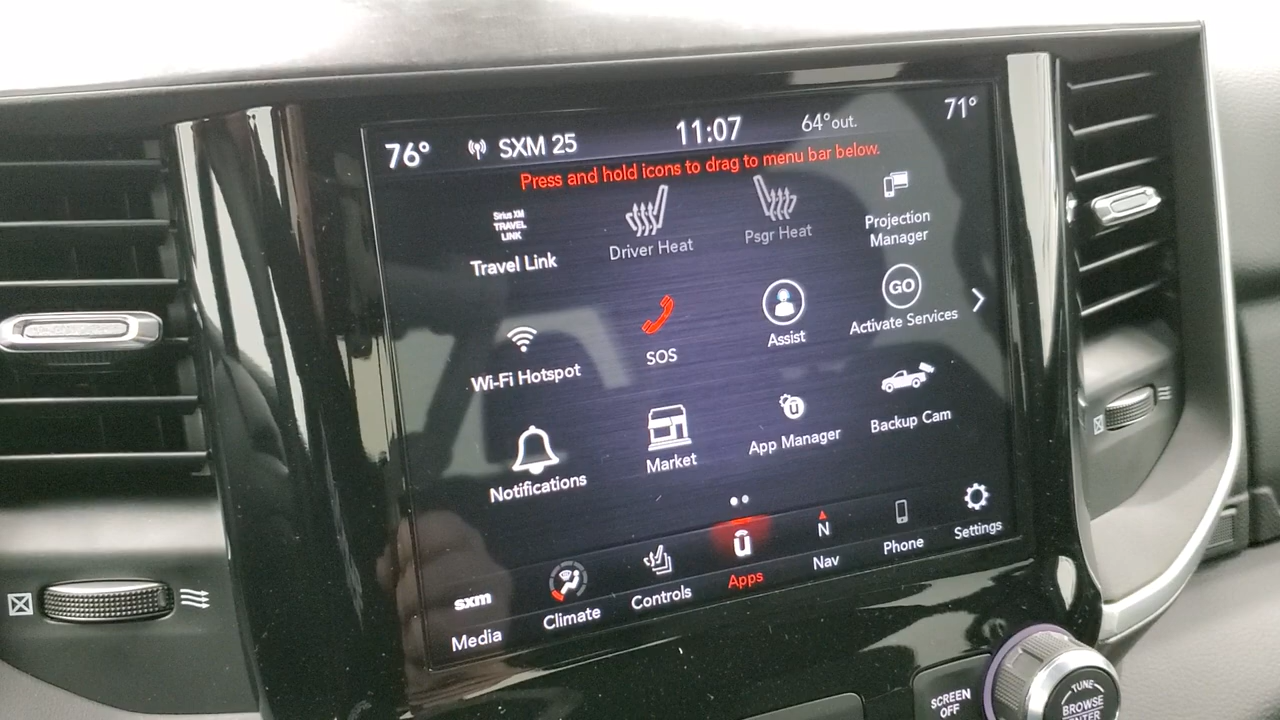 76° SXM 25 11:07 64°out. 71°
Press and hold icons to drag to menu bar below.
Sirius XM
TRAVEL
LINK
Travel Link
Driver Heat
Psgr Heat
Projection
Manager
Wi-Fi Hotspot
SOS
Assist
GO
Activate Services
Notifications
Market
App Manager
Backup Cam
sxm
Media
Climate
Controls
Apps
N
Nav
Phone
Settings
SCREEN
OFF
TUNE
BROWSE
ENTER